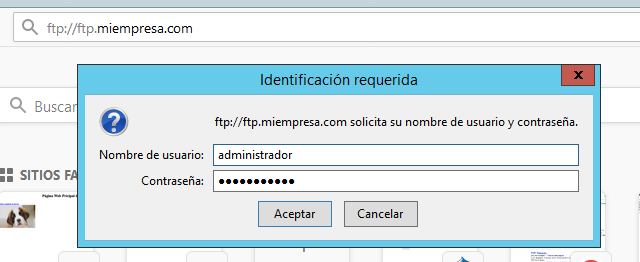 ftp://ftp.miempresa.com
Identificación requerida
X
Buscar
ftp://ftp.miempresa.com solicita su nombre de usuario y contraseña.
Nombre de usuario: administrador
Contraseña: ●●●●●●●●●●●
SITIOS FA
Aceptar Cancelar